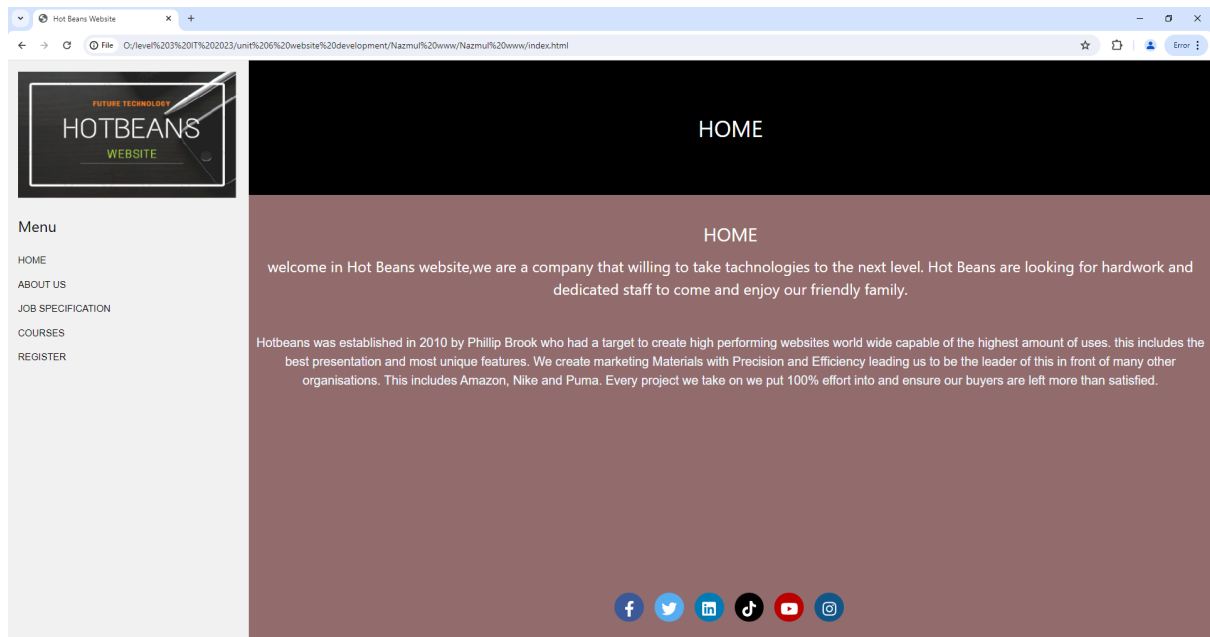 Hot Beans Website
File O:/level%203%20IT%202023/unit%206%20website%20development/Nazmul%20www/Nazmul%20www/index.html
Error
FUTURE TECHNOLOGY
HOTBEANS
WEBSITE
Menu
HOME
ABOUT US
JOB SPECIFICATION
COURSES
REGISTER
HOME
HOME
welcome in Hot Beans website,we are a company that willing to take tachnologies to the next level. Hot Beans are looking for hardwork and
dedicated staff to come and enjoy our friendly family.
Hotbeans was established in 2010 by Phillip Brook who had a target to create high performing websites world wide capable of the highest amount of uses. this includes the
best presentation and most unique features. We create marketing Materials with Precision and Efficiency leading us to be the leader of this in front of many other
organisations. This includes Amazon, Nike and Puma. Every project we take on we put 100% effort into and ensure our buyers are left more than satisfied.